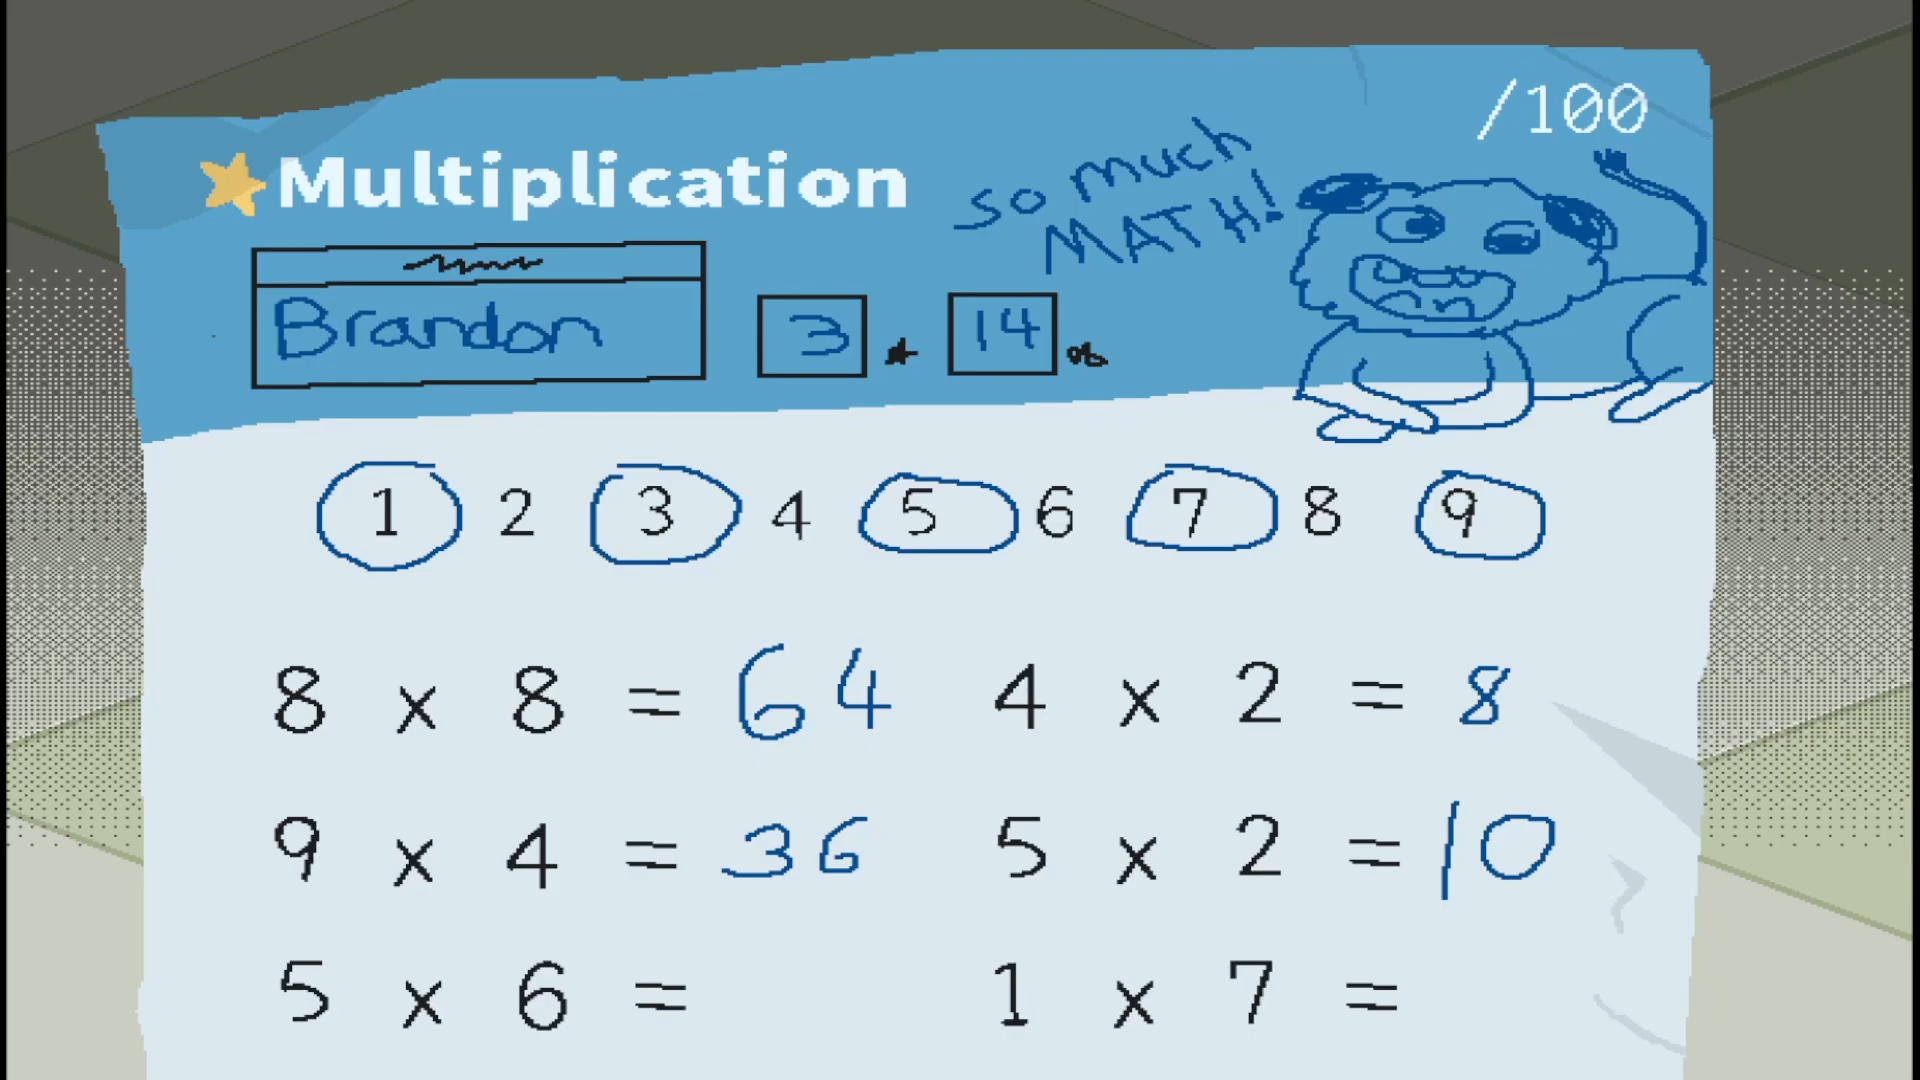 /100
Multiplication
so much
MATH!
Brandon
3 14
1 2 3 4 5 6 7 8 9
8 x 8 = 64 4 x 2 = 8
9 x 4 = 36 5 x 2 = 10
5 x 6 = 1 x 7 =